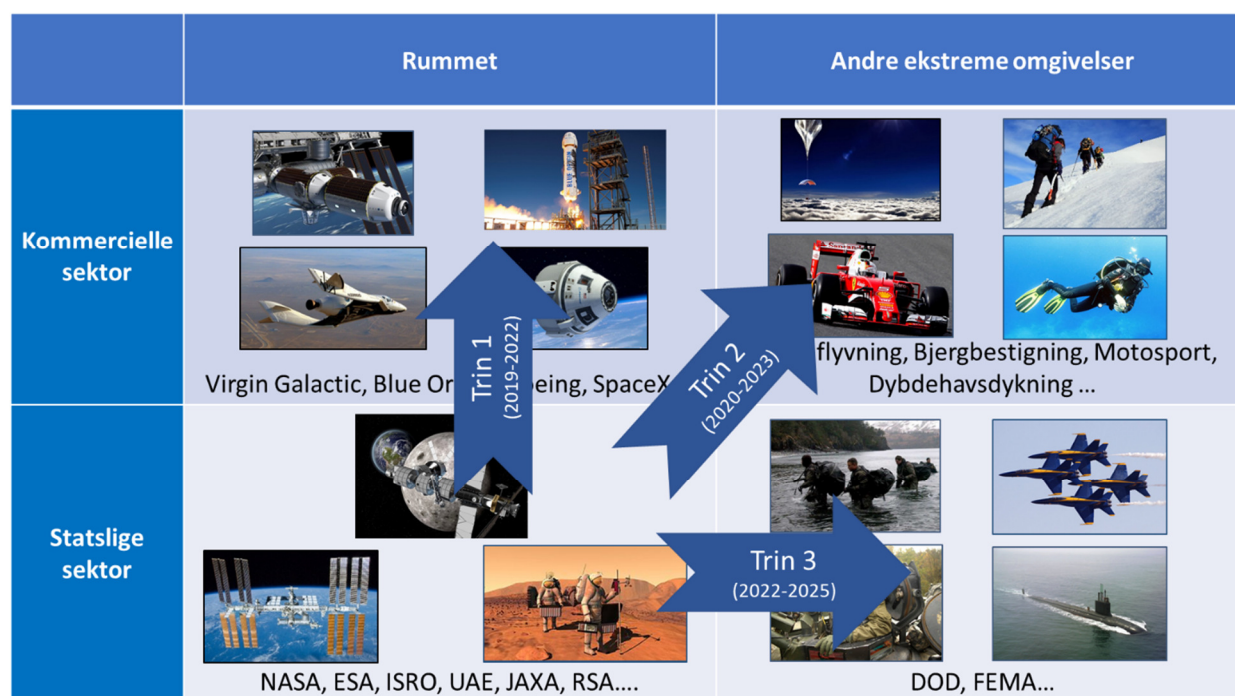 Rummet
Andre ekstreme omgivelser
Kommercielle
sektor
Virgin Galactic, Blue Or
oeing, SpaceX
flyvning, Bjergbestigning, Motosport,
Dybdehavsdykning ...
Trin 1
(2019-2022)
Trin 2
(2020-2023)
Statslige
sektor
Trin 3
(2022-2025)
NASA, ESA, ISRO, UAE, JAXA, RSA....
DOD, FEMA...